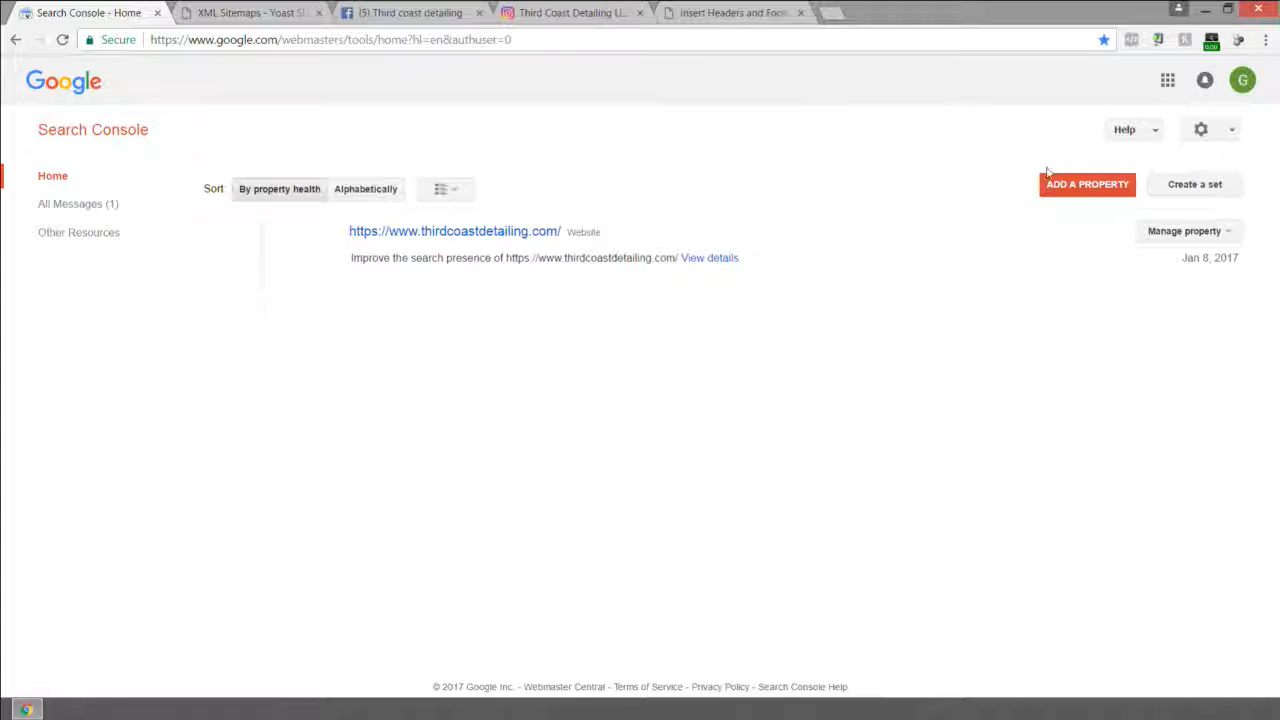 Search Console - Home
XML Sitemaps - Yoast S
(5) Third coast detailing
Third Coast Detailing Ll
Insert Headers and Foo
Secure
https://www.google.com/webmasters/tools/home?hl=en&authuser=0
0.00
Google
G
Search Console
Help
Home
All Messages (1)
Other Resources
Sort
By property health
Alphabetically
ADD A PROPERTY
Create a set
https://www.thirdcoastdetailing.com/ Website
Manage property
Improve the search presence of https://www.thirdcoastdetailing.com/ View details
Jan 8, 2017
© 2017 Google Inc. - Webmaster Central - Terms of Service - Privacy Policy - Search Console Help